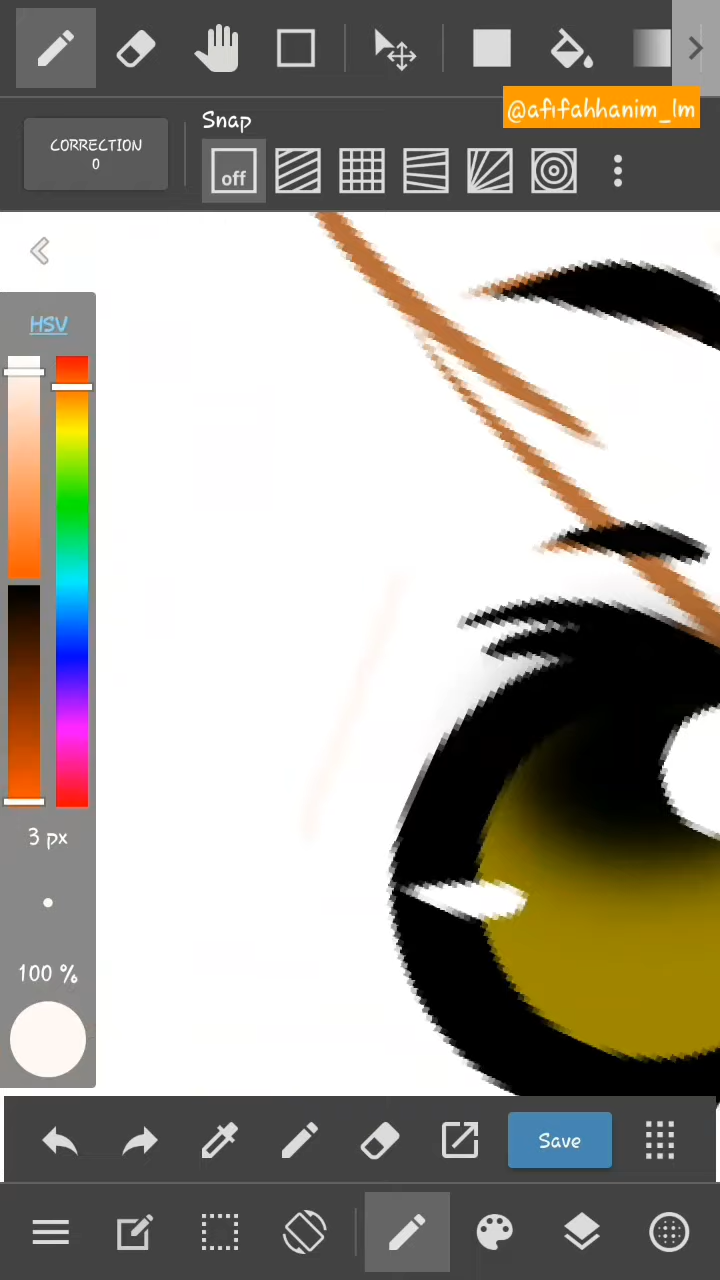 @afifahhanim_lm
Snap
CORRECTION
0
off
HSV
3 px
100 %
Save